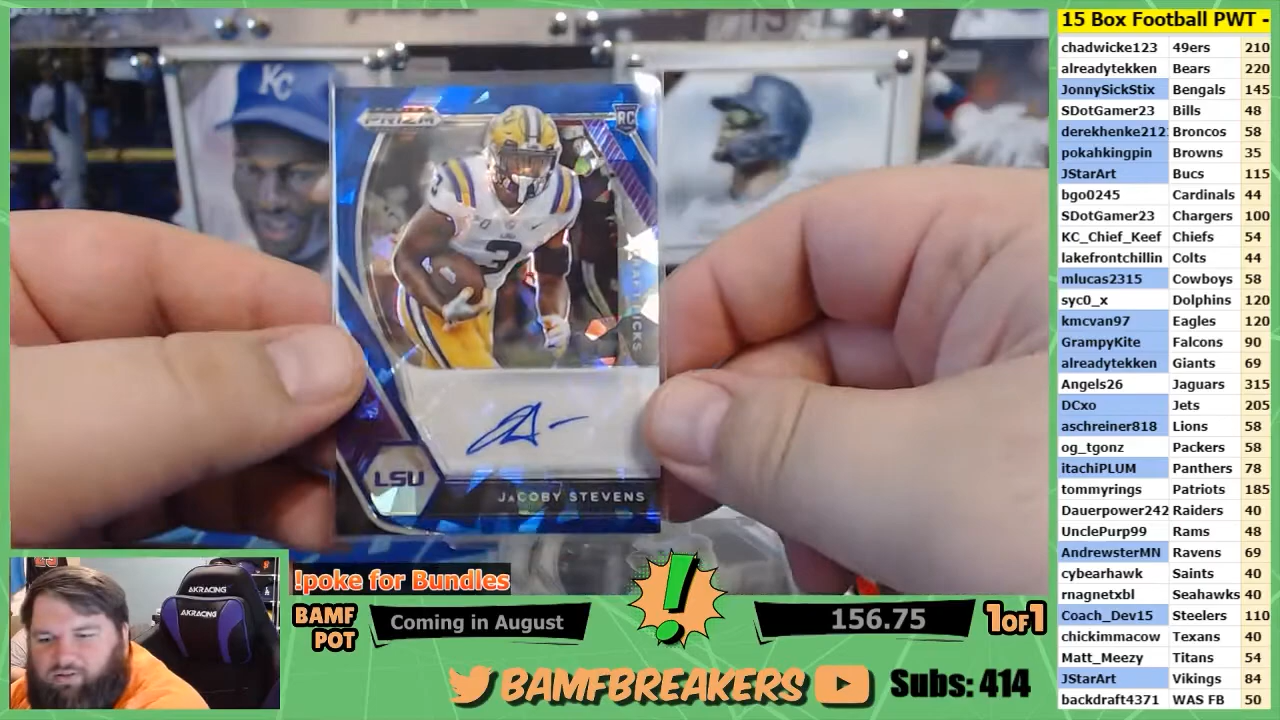 15 Box Football PWT -
chadwicke123 49ers 210
alreadytekken Bears 220
JonnySickStix Bengals 145
SDotGamer23 Bills 48
derekhenke212 Broncos 58
pokahkingpin Browns 35
JStarArt Bucs 115
bgo0245 Cardinals 44
SDotGamer23 Chargers 100
KC_Chief_Keef Chiefs 54
lakefrontchillin Colts 44
mlucas2315 Cowboys 58
syc0_x Dolphins 120
kmcvan97 Eagles 120
GrampyKite Falcons 90
alreadytekken Giants 69
Angels26 Jaguars 315
DCxo Jets 205
aschreiner818 Lions 58
og_tgonz Packers 58
itachiPLUM Panthers 78
tommyrings Patriots 185
Dauerpower242 Raiders 40
UnclePurp99 Rams 48
AndrewsterMN Ravens 69
cybearhawk Saints 40
rnagnetxbl Seahawks 40
Coach_Dev15 Steelers 110
chickimmacow Texans 40
Matt_Meezy Titans 54
JStarArt Vikings 84
backdraft4371 WAS FB 50
KC
PRIZM
RC
LSU
3
LSU
JACOBY STEVENS
AKRACING
AKRACING
!poke for Bundles
BAMF
POT
Coming in August
!
156.75
1OF1
BAMFBREAKERS
Subs: 414